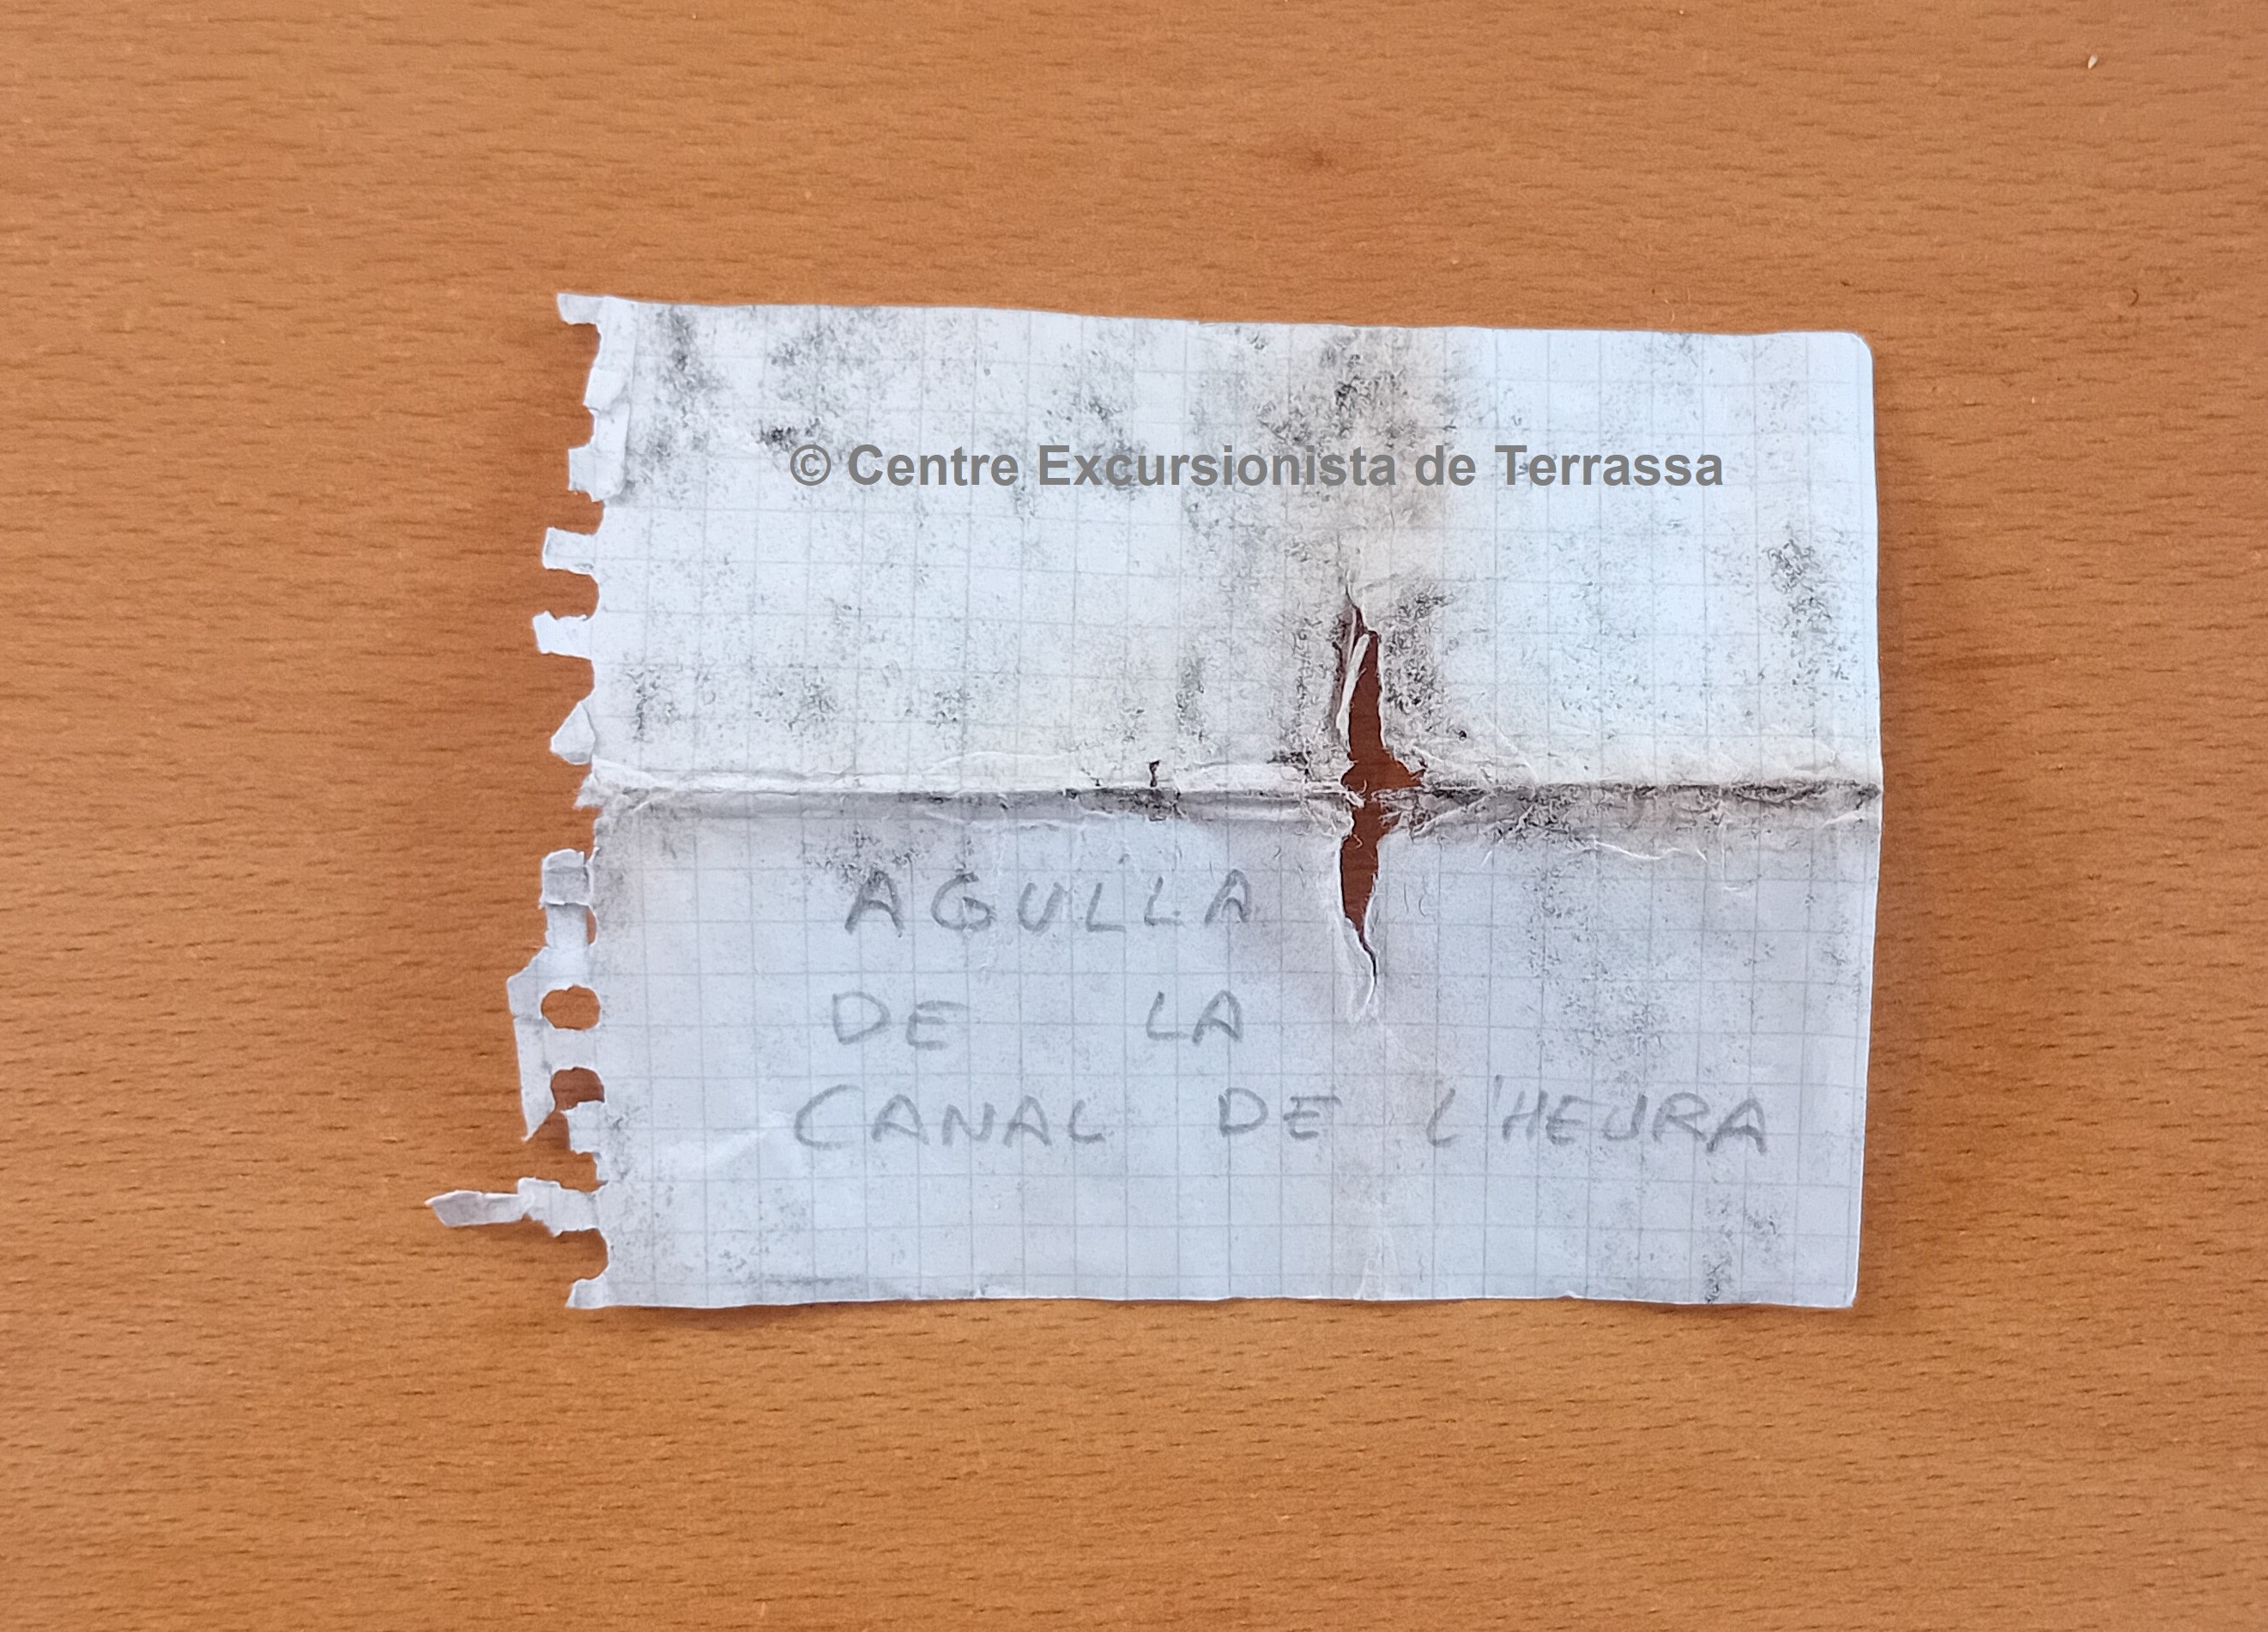 © Centre Excursionista de Terrassa
AGULLA
DE LA
CANAL DE L'HEURA